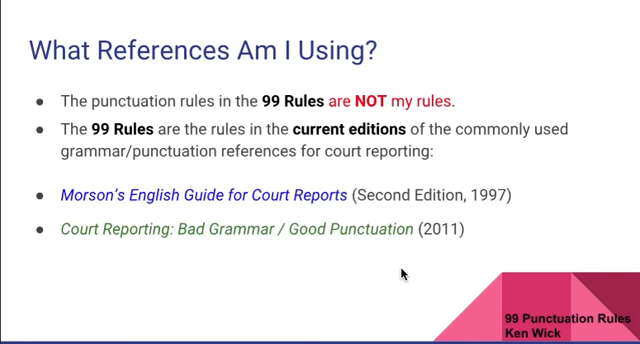 What References Am I Using?
● The punctuation rules in the 99 Rules are NOT my rules.
● The 99 Rules are the rules in the current editions of the commonly used
grammar/punctuation references for court reporting:
● Morson's English Guide for Court Reports (Second Edition, 1997)
● Court Reporting: Bad Grammar / Good Punctuation (2011)
99 Punctuation Rules
Ken Wick